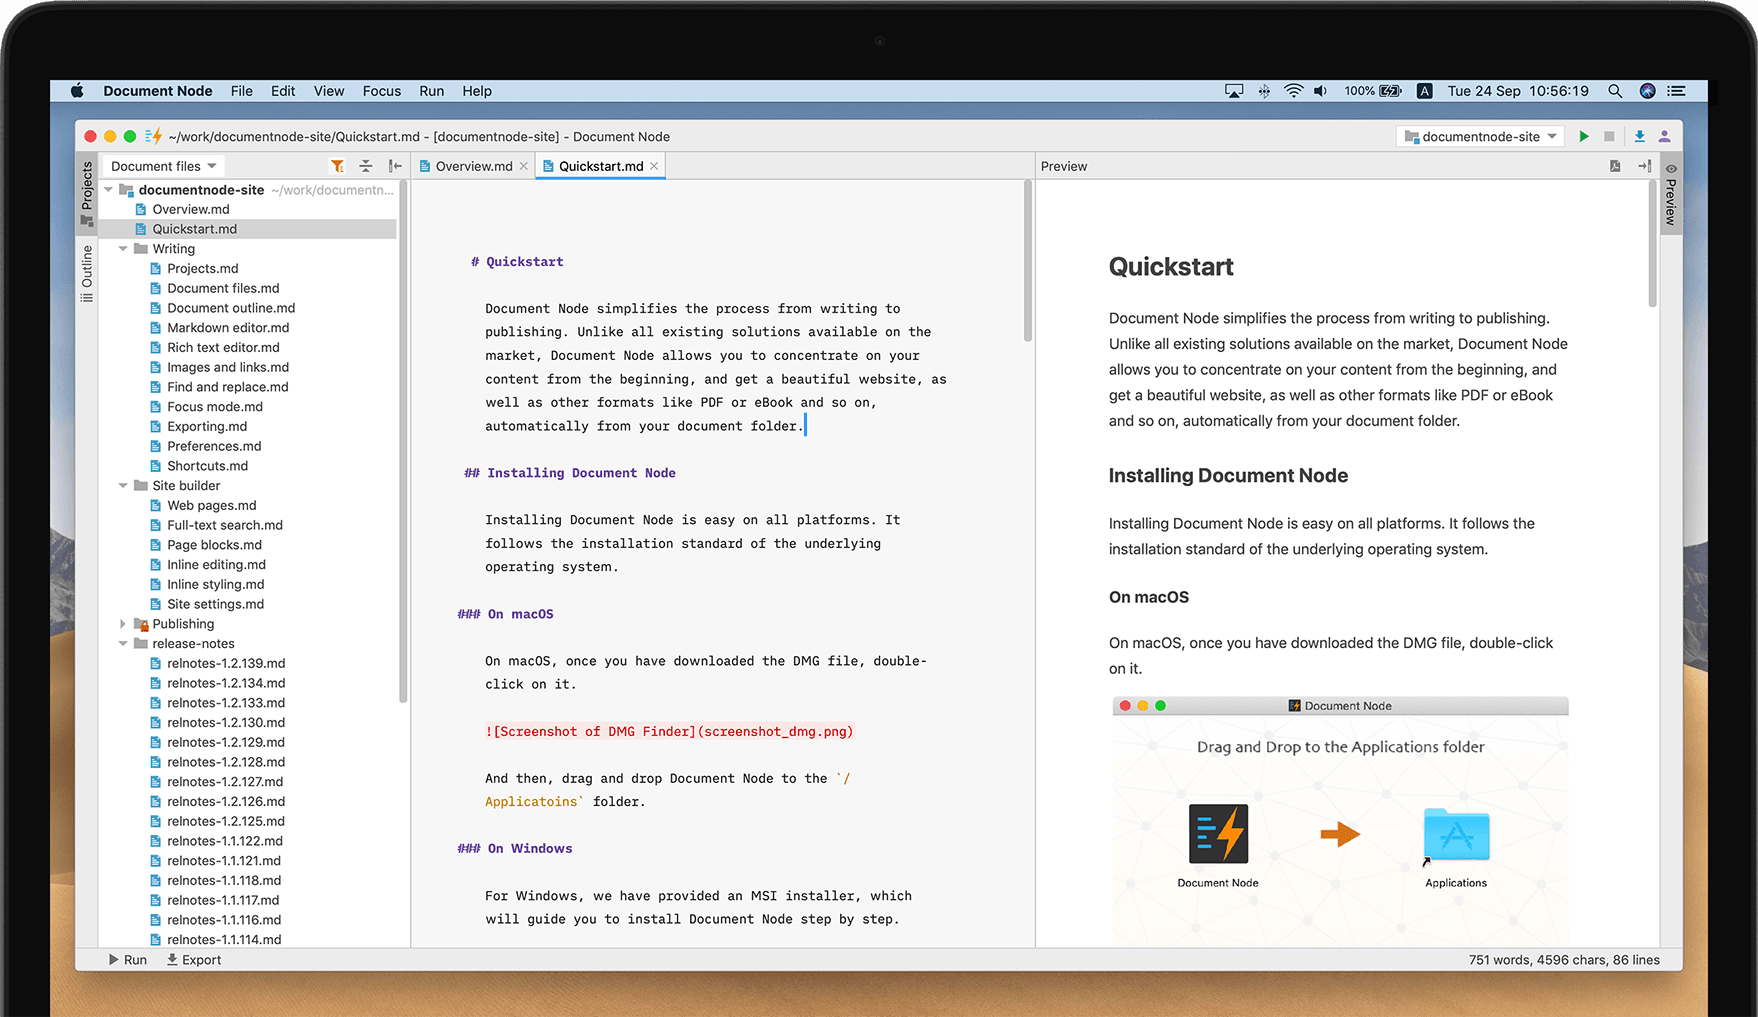 Document Node File Edit View Focus Run Help 100% A Tue 24 Sep 10:56:19
~/work/documentnode-site/Quickstart.md - [documentnode-site] - Document Node documentnode-site
Projects
Outline
Document files
documentnode-site ~/work/documentn...
Overview.md
Quickstart.md
Writing
Projects.md
Document files.md
Document outline.md
Markdown editor.md
Rich text editor.md
Images and links.md
Find and replace.md
Focus mode.md
Exporting.md
Preferences.md
Shortcuts.md
Site builder
Web pages.md
Full-text search.md
Page blocks.md
Inline editing.md
Inline styling.md
Site settings.md
Publishing
release-notes
relnotes-1.2.139.md
relnotes-1.2.134.md
relnotes-1.2.133.md
relnotes-1.2.130.md
relnotes-1.2.129.md
relnotes-1.2.128.md
relnotes-1.2.127.md
relnotes-1.2.126.md
relnotes-1.2.125.md
relnotes-1.1.122.md
relnotes-1.1.121.md
relnotes-1.1.118.md
relnotes-1.1.117.md
relnotes-1.1.116.md
relnotes-1.1.114.md
Overview.md Quickstart.md
# Quickstart
Document Node simplifies the process from writing to
publishing. Unlike all existing solutions available on the
market, Document Node allows you to concentrate on your
content from the beginning, and get a beautiful website, as
well as other formats like PDF or eBook and so on,
automatically from your document folder.
## Installing Document Node
Installing Document Node is easy on all platforms. It
follows the installation standard of the underlying
operating system.
### On macOS
On macOS, once you have downloaded the DMG file, double-
click on it.
![Screenshot of DMG Finder](screenshot_dmg.png)
And then, drag and drop Document Node to the `/
Applicatoins` folder.
### On Windows
For Windows, we have provided an MSI installer, which
will guide you to install Document Node step by step.
Preview
Preview
Quickstart
Document Node simplifies the process from writing to publishing.
Unlike all existing solutions available on the market, Document Node
allows you to concentrate on your content from the beginning, and
get a beautiful website, as well as other formats like PDF or eBook
and so on, automatically from your document folder.
Installing Document Node
Installing Document Node is easy on all platforms. It follows the
installation standard of the underlying operating system.
On macOS
On macOS, once you have downloaded the DMG file, double-click
on it.
Document Node
Drag and Drop to the Applications folder
Document Node Applications
Run Export 751 words, 4596 chars, 86 lines